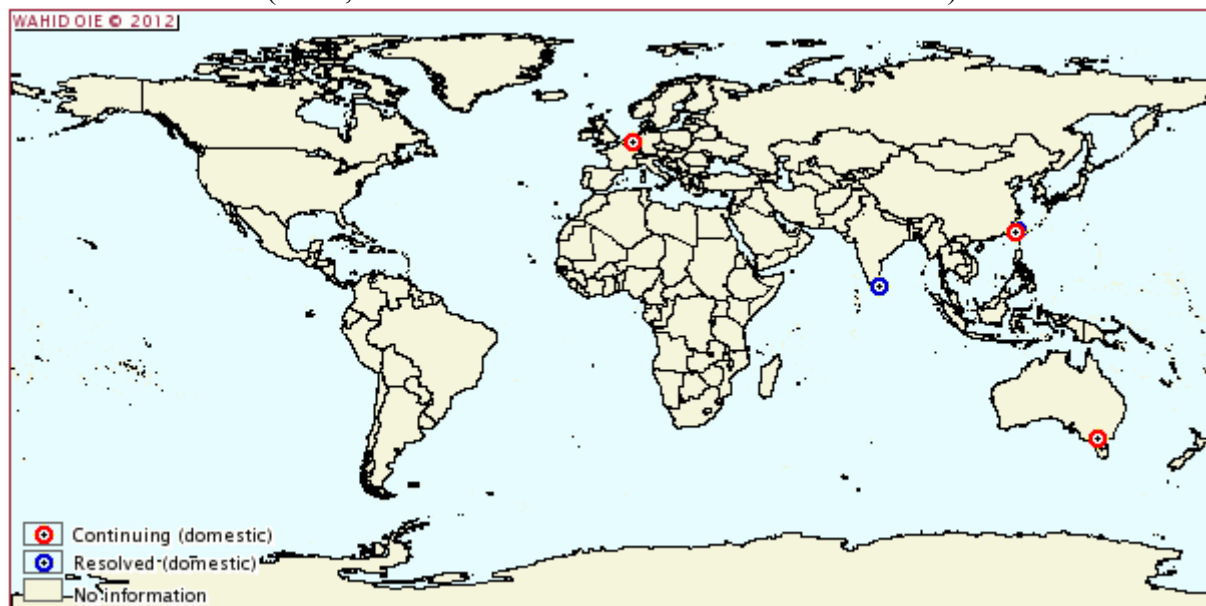 WAHID OIE © 2012
Continuing (domestic)
Resolved (domestic)
No information